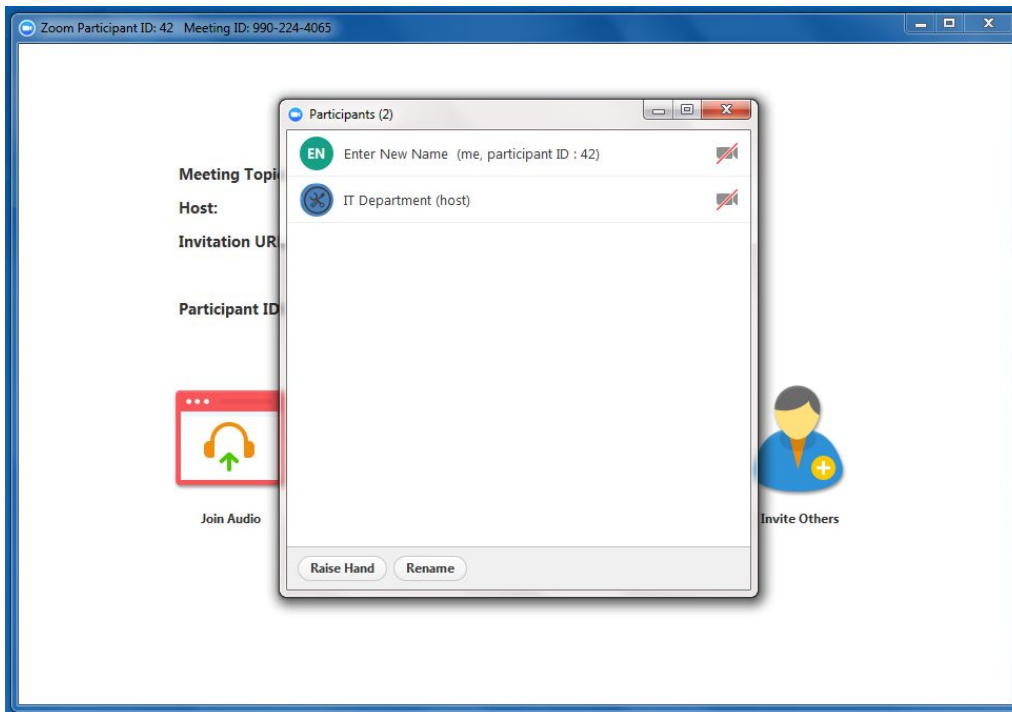 Zoom Participant ID: 42 Meeting ID: 990-224-4065
Participants (2)
EN Enter New Name (me, participant ID : 42)
IT Department (host)
Meeting Topi
Host:
Invitation UR
Participant ID
Join Audio
Invite Others
Raise Hand Rename